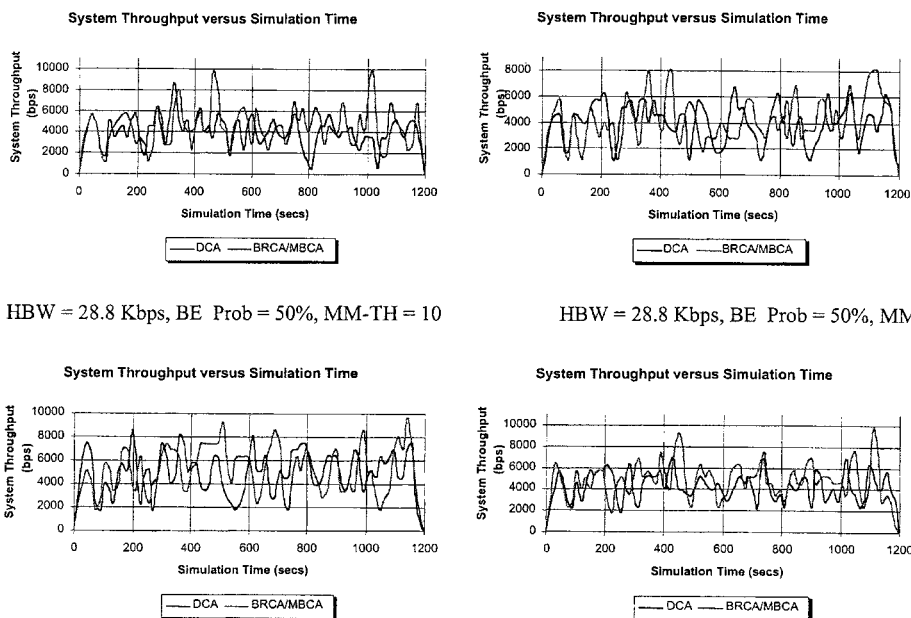 System Throughput versus Simulation Time
System Throughput (bps)
10000
8000
6000
4000
2000
0
0 200 400 600 800 1000 1200
Simulation Time (secs)
DCA BRCA/MBCA
System Throughput versus Simulation Time
System Throughput (bps)
8000
6000
4000
2000
0
0 200 400 600 800 1000 1200
Simulation Time (secs)
DCA BRCA/MBCA
HBW = 28.8 Kbps, BE Prob = 50%, MM-TH = 10
HBW = 28.8 Kbps, BE Prob = 50%, MM
System Throughput versus Simulation Time
System Throughput (bps)
10000
8000
6000
4000
2000
0
0 200 400 600 800 1000 1200
Simulation Time (secs)
DCA BRCA/MBCA
System Throughput versus Simulation Time
System Throughput (bps)
10000
8000
6000
4000
2000
0
0 200 400 600 800 1000 1200
Simulation Time (secs)
DCA BRCA/MBCA